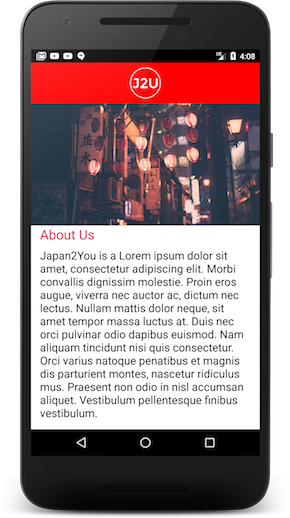 4:08
J2U
About Us
Japan2You is a Lorem ipsum dolor sit
amet, consectetur adipiscing elit. Morbi
convallis dignissim molestie. Proin eros
augue, viverra nec auctor ac, dictum nec
lectus. Nullam mattis dolor neque, sit
amet tempor massa luctus at. Duis nec
orci pulvinar odio dapibus euismod. Nam
aliquam tincidunt nisi quis consectetur.
Orci varius natoque penatibus et magnis
dis parturient montes, nascetur ridiculus
mus. Praesent non odio in nisl accumsan
aliquet. Vestibulum pellentesque finibus
vestibulum.